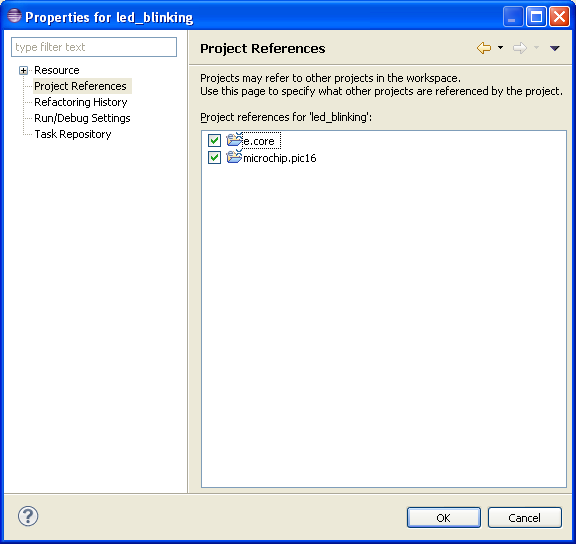 Properties for led_blinking
type filter text
Resource
Project References
Refactoring History
Run/Debug Settings
Task Repository
Project References
Projects may refer to other projects in the workspace.
Use this page to specify what other projects are referenced by the project.
Project references for 'led_blinking':
e.core
microchip.pic16
OK
Cancel